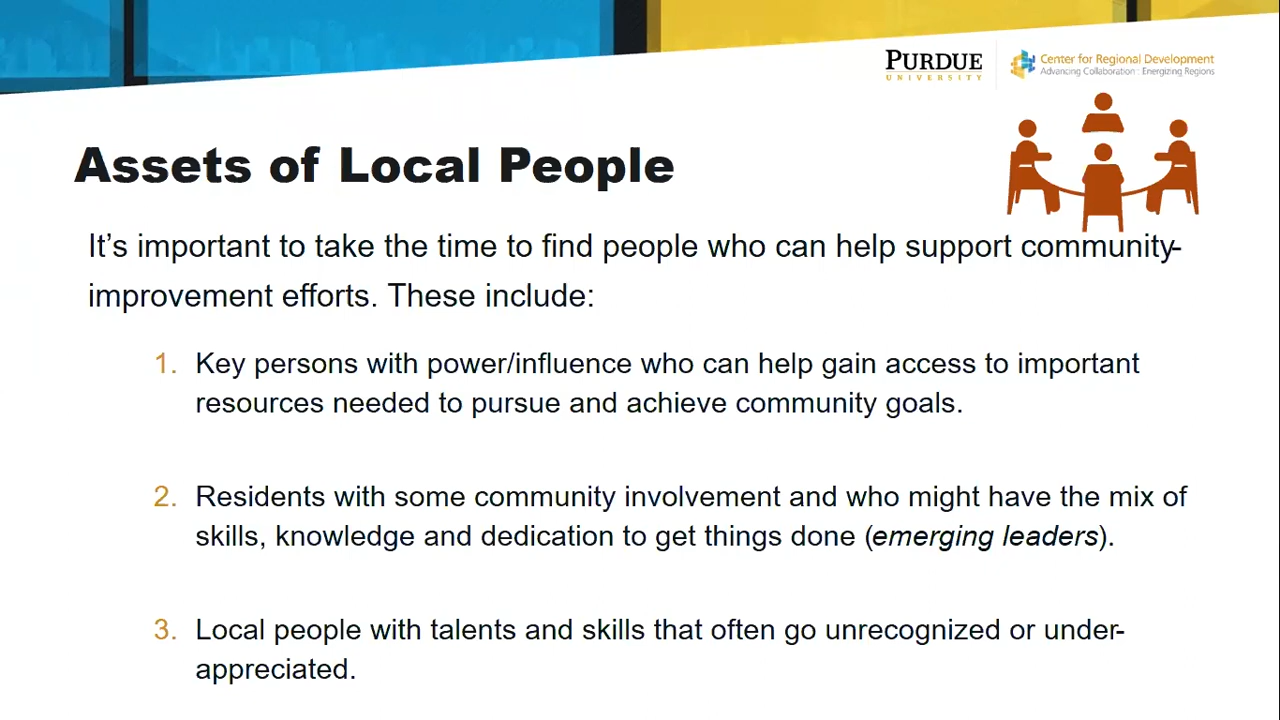 PURDUE
UNIVERSITY
Center for Regional Development
Advancing Collaboration : Energizing Regions
Assets of Local People
It’s important to take the time to find people who can help support community-
improvement efforts. These include:
1. Key persons with power/influence who can help gain access to important
resources needed to pursue and achieve community goals.
2. Residents with some community involvement and who might have the mix of
skills, knowledge and dedication to get things done (emerging leaders).
3. Local people with talents and skills that often go unrecognized or under-
appreciated.